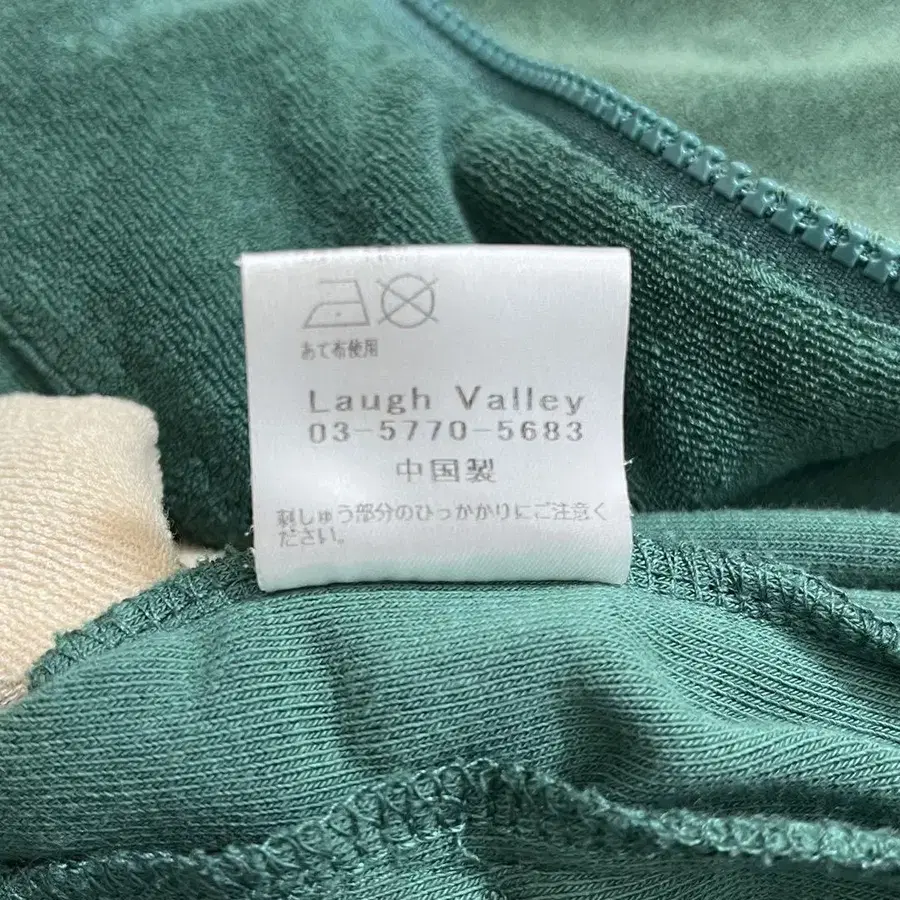 あて布使用
Laugh Valley
03-5770-5683
中国製
刺しゅう部分のひっかかりにご注意く
ださい。